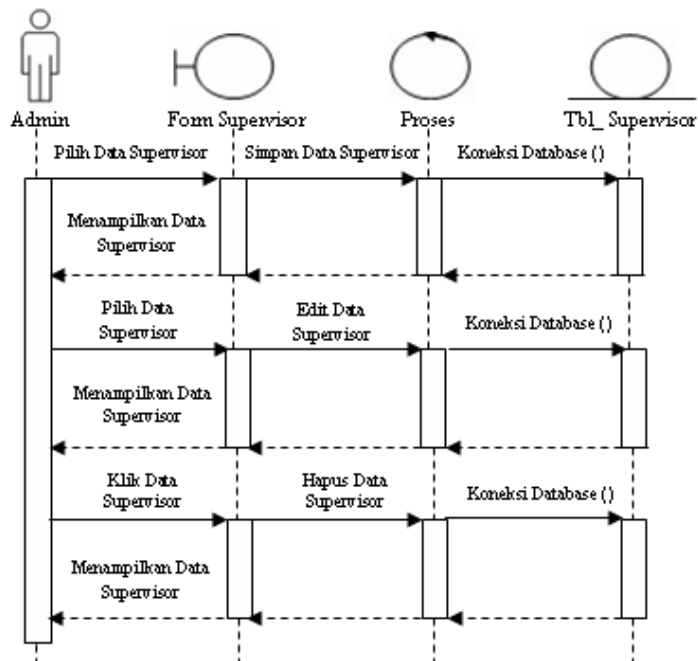 Admin
Form Supervisor
Proses
Tbl_ Supervisor
Pilih Data Supervisor
Simpan Data Supervisor
Koneksi Database ()
Menampilkan Data
Supervisor
Pilih Data
Supervisor
Edit Data
Supervisor
Koneksi Database ()
Menampilkan Data
Supervisor
Klik Data
Supervisor
Hapus Data
Supervisor
Koneksi Database ()
Menampilkan Data
Supervisor